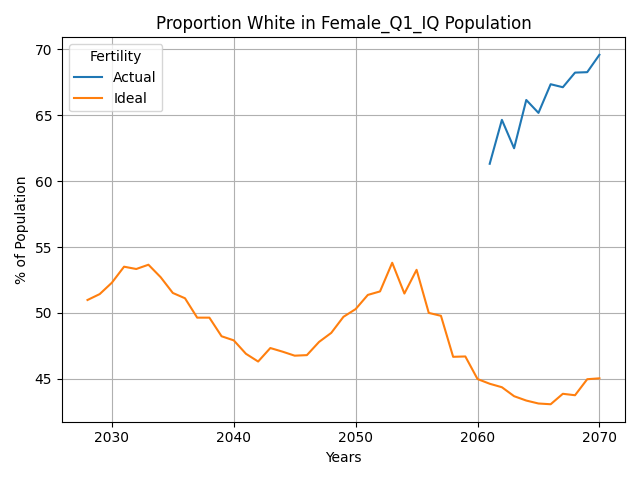 Proportion White in Female_Q1_IQ Population
Fertility
Actual
Ideal
% of Population
70
65
60
55
50
45
2030
2040
2050
2060
2070
Years